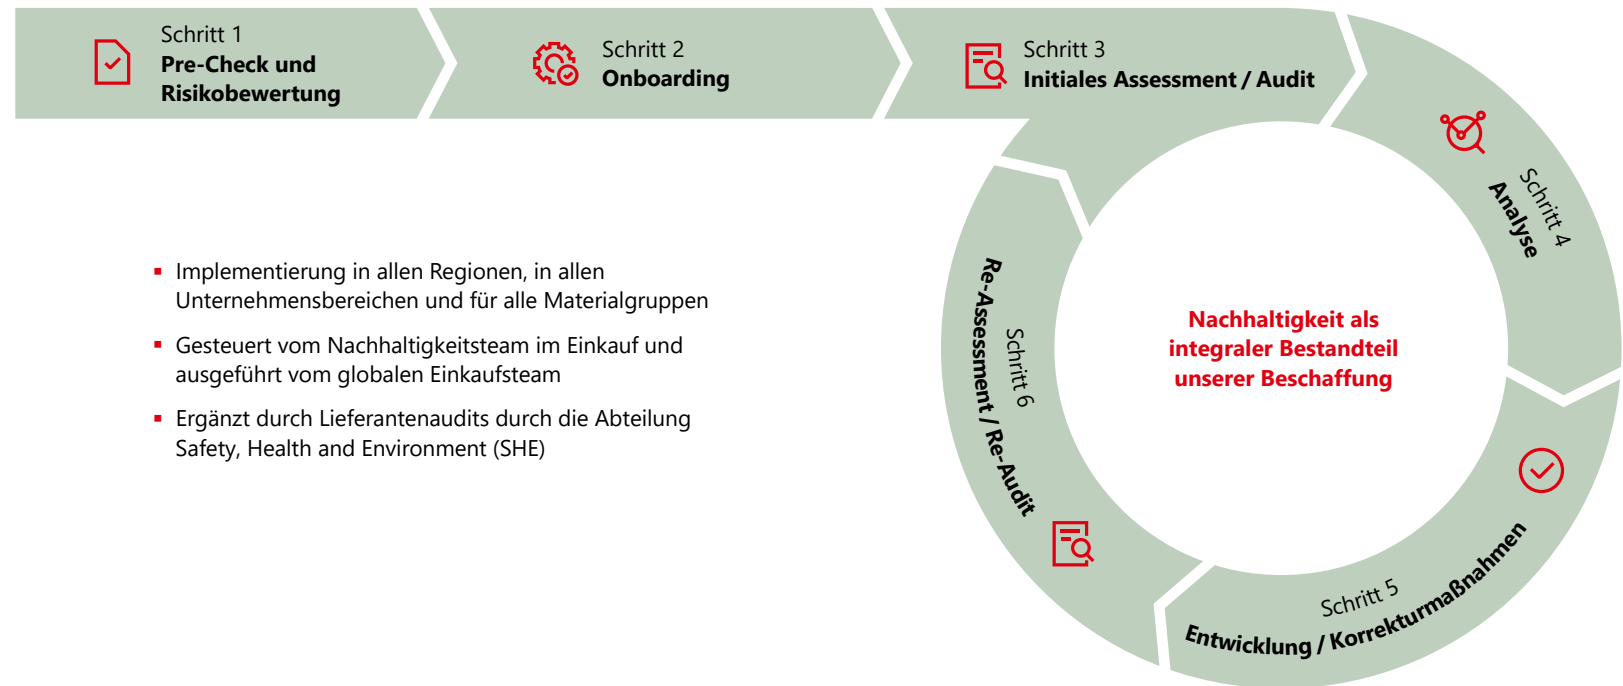 Schritt 1
Pre-Check und
Risikobewertung
Schritt 2
Onboarding
Schritt 3
Initiales Assessment / Audit
Schritt 4
Analyse
Schritt 5
Entwicklung / Korrekturmaßnahmen
Schritt 6
Re-Assessment / Re-Audit
Nachhaltigkeit als
integraler Bestandteil
unserer Beschaffung
▪ Implementierung in allen Regionen, in allen
Unternehmensbereichen und für alle Materialgruppen
▪ Gesteuert vom Nachhaltigkeitsteam im Einkauf und
ausgeführt vom globalen Einkaufsteam
▪ Ergänzt durch Lieferantenaudits durch die Abteilung
Safety, Health and Environment (SHE)